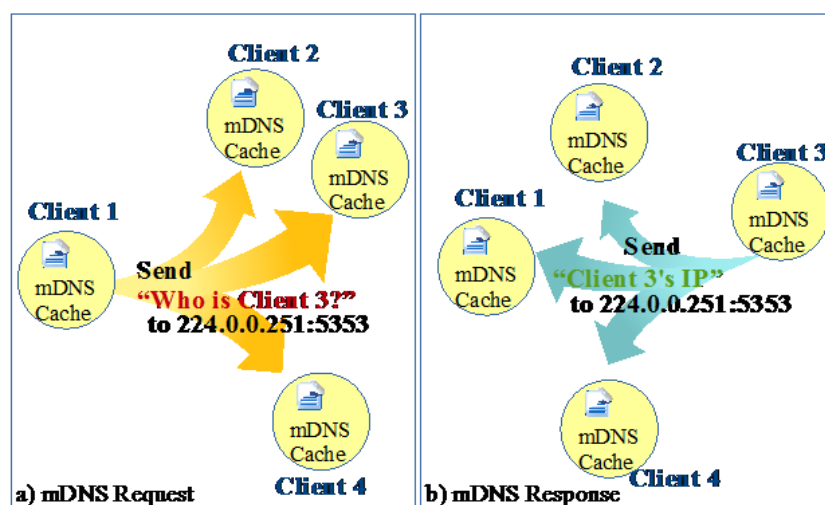 Client 2
mDNS
Cache
Client 3
mDNS
Cache
Client 1
mDNS
Cache
Send
“Who is Client 3?”
to 224.0.0.251:5353
mDNS
Cache
Client 4
a) mDNS Request
Client 2
mDNS
Cache
Client 3
mDNS
Cache
Client 1
mDNS
Cache
Send
“Client 3's IP”
to 224.0.0.251:5353
mDNS
Cache
Client 4
b) mDNS Response